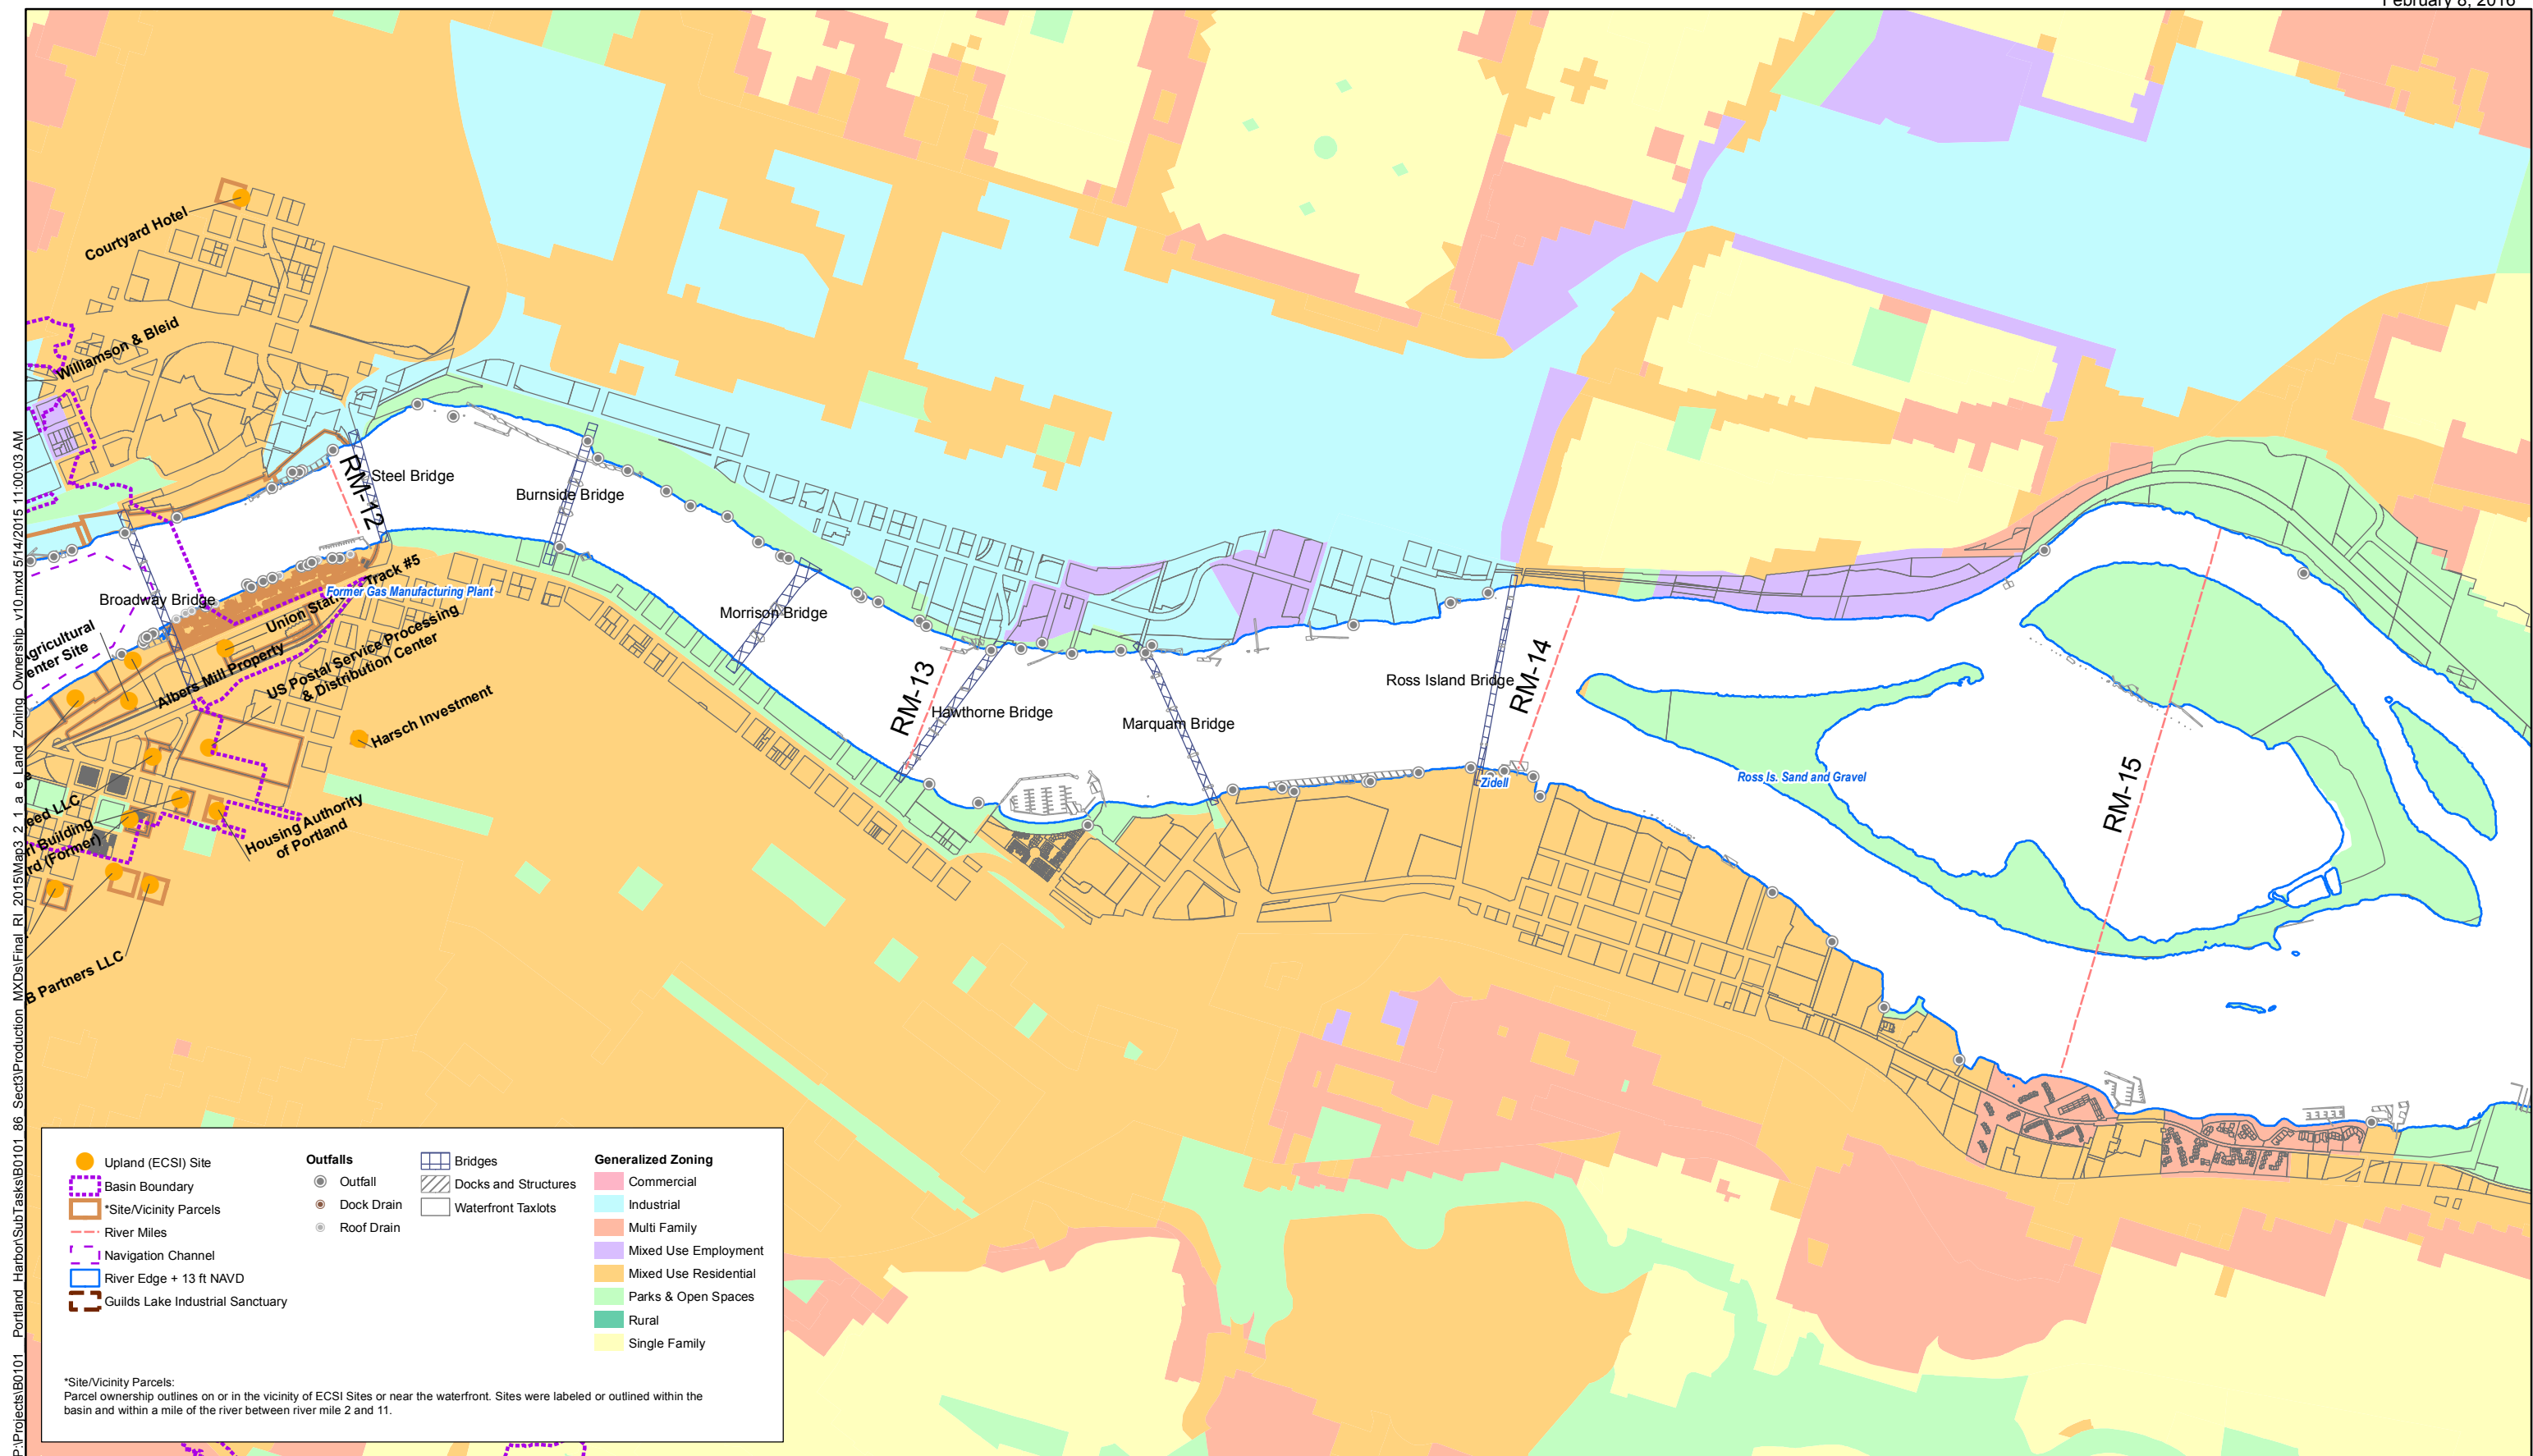 February 8, 2016
P:\Projects\B0101 Portland Harbor\SubTasks\B0101 86 Sect3\Production MXDs\Final RI 2015\Map3 2 1 a e Land Zoning Ownership v10.mxd 5/14/2015 11:00:03 AM
Courtyard Hotel
Williamson & Bleid
RM-12
Steel Bridge
Burnside Bridge
Track #5
Former Gas Manufacturing Plant
Broadway Bridge
Union Stati
Morrison Bridge
Agricultural
enter Site
Albers Mill Property
US Postal Service Processing
& Distribution Center
Harsch Investment
RM-13
Hawthorne Bridge
Marquam Bridge
Ross Island Bridge
RM-14
Zidell
Ross Is. Sand and Gravel
RM-15
e
eed LLC
rl Building
rd (Former)
Housing Authority
of Portland
B Partners LLC
Upland (ECSI) Site
Basin Boundary
*Site/Vicinity Parcels
River Miles
Navigation Channel
River Edge + 13 ft NAVD
Guilds Lake Industrial Sanctuary
Outfalls
Outfall
Dock Drain
Roof Drain
Bridges
Docks and Structures
Waterfront Taxlots
Generalized Zoning
Commercial
Industrial
Multi Family
Mixed Use Employment
Mixed Use Residential
Parks & Open Spaces
Rural
Single Family
*Site/Vicinity Parcels:
Parcel ownership outlines on or in the vicinity of ECSI Sites or near the waterfront. Sites were labeled or outlined within the
basin and within a mile of the river between river mile 2 and 11.